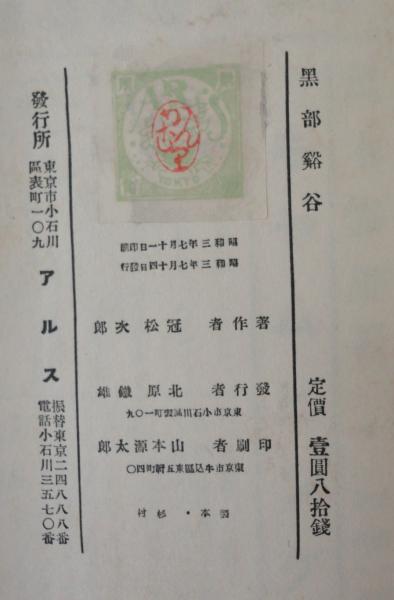 黑部谿谷
定價 壹圓八拾錢
ARS
TOKYO
昭和三年七月十一日印刷
昭和三年七月十四日發行
著作者 冠松次郎
發行者 北原鐵雄
東京市小石川區表町一〇九
印刷者 山本源太郎
東京市牛込區東五軒町四〇
製本・杉村
發行所
東京市小石川
區表町一〇九
アルス
振替東京二四八八八番
電話小石川三五七〇番